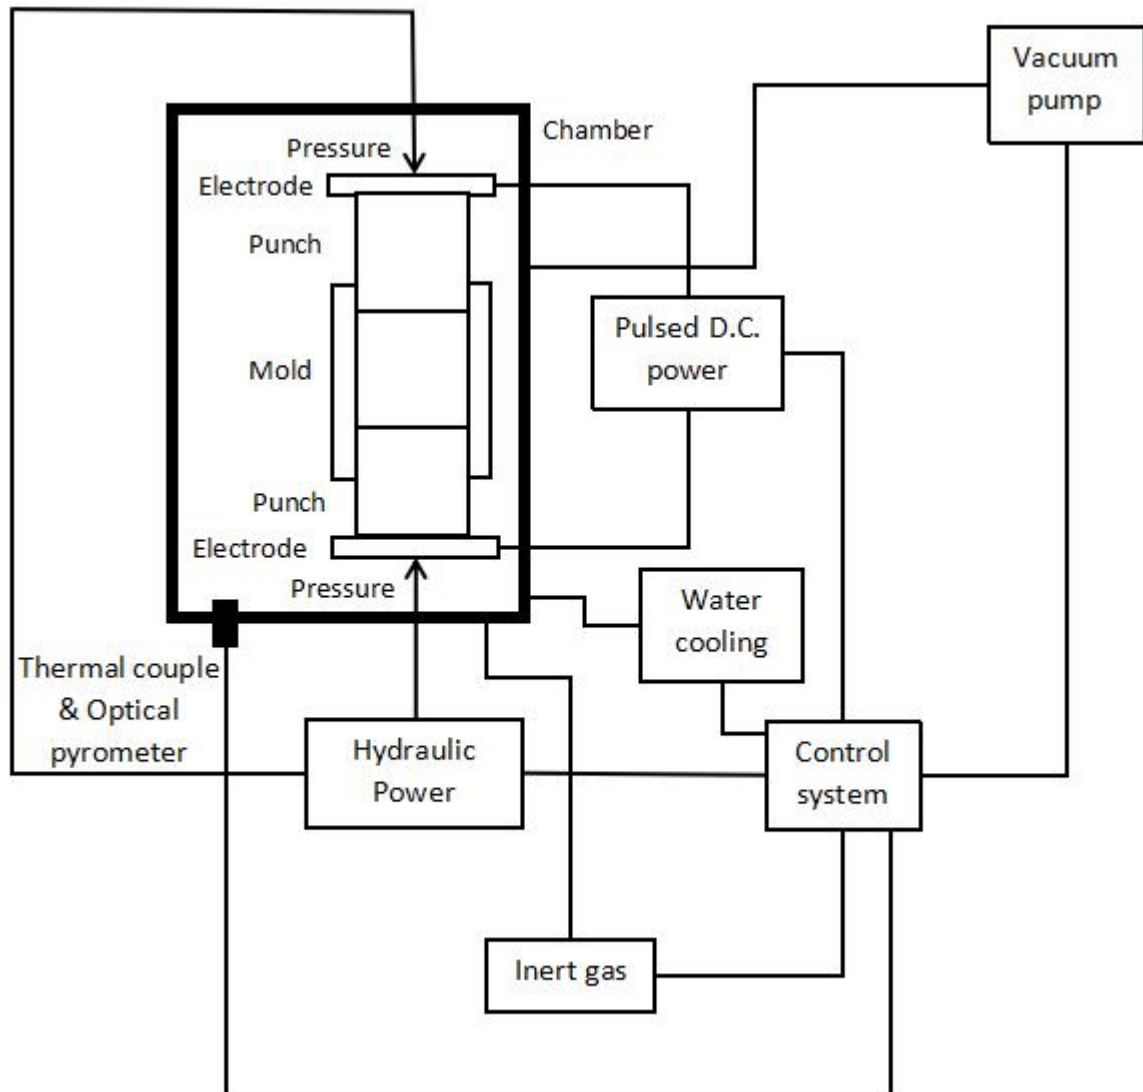 Vacuum
pump
Chamber
Pressure
Electrode
Punch
Pulsed D.C.
power
Mold
Punch
Electrode
Pressure
Water
cooling
Thermal couple
& Optical
pyrometer
Hydraulic
Power
Control
system
Inert gas